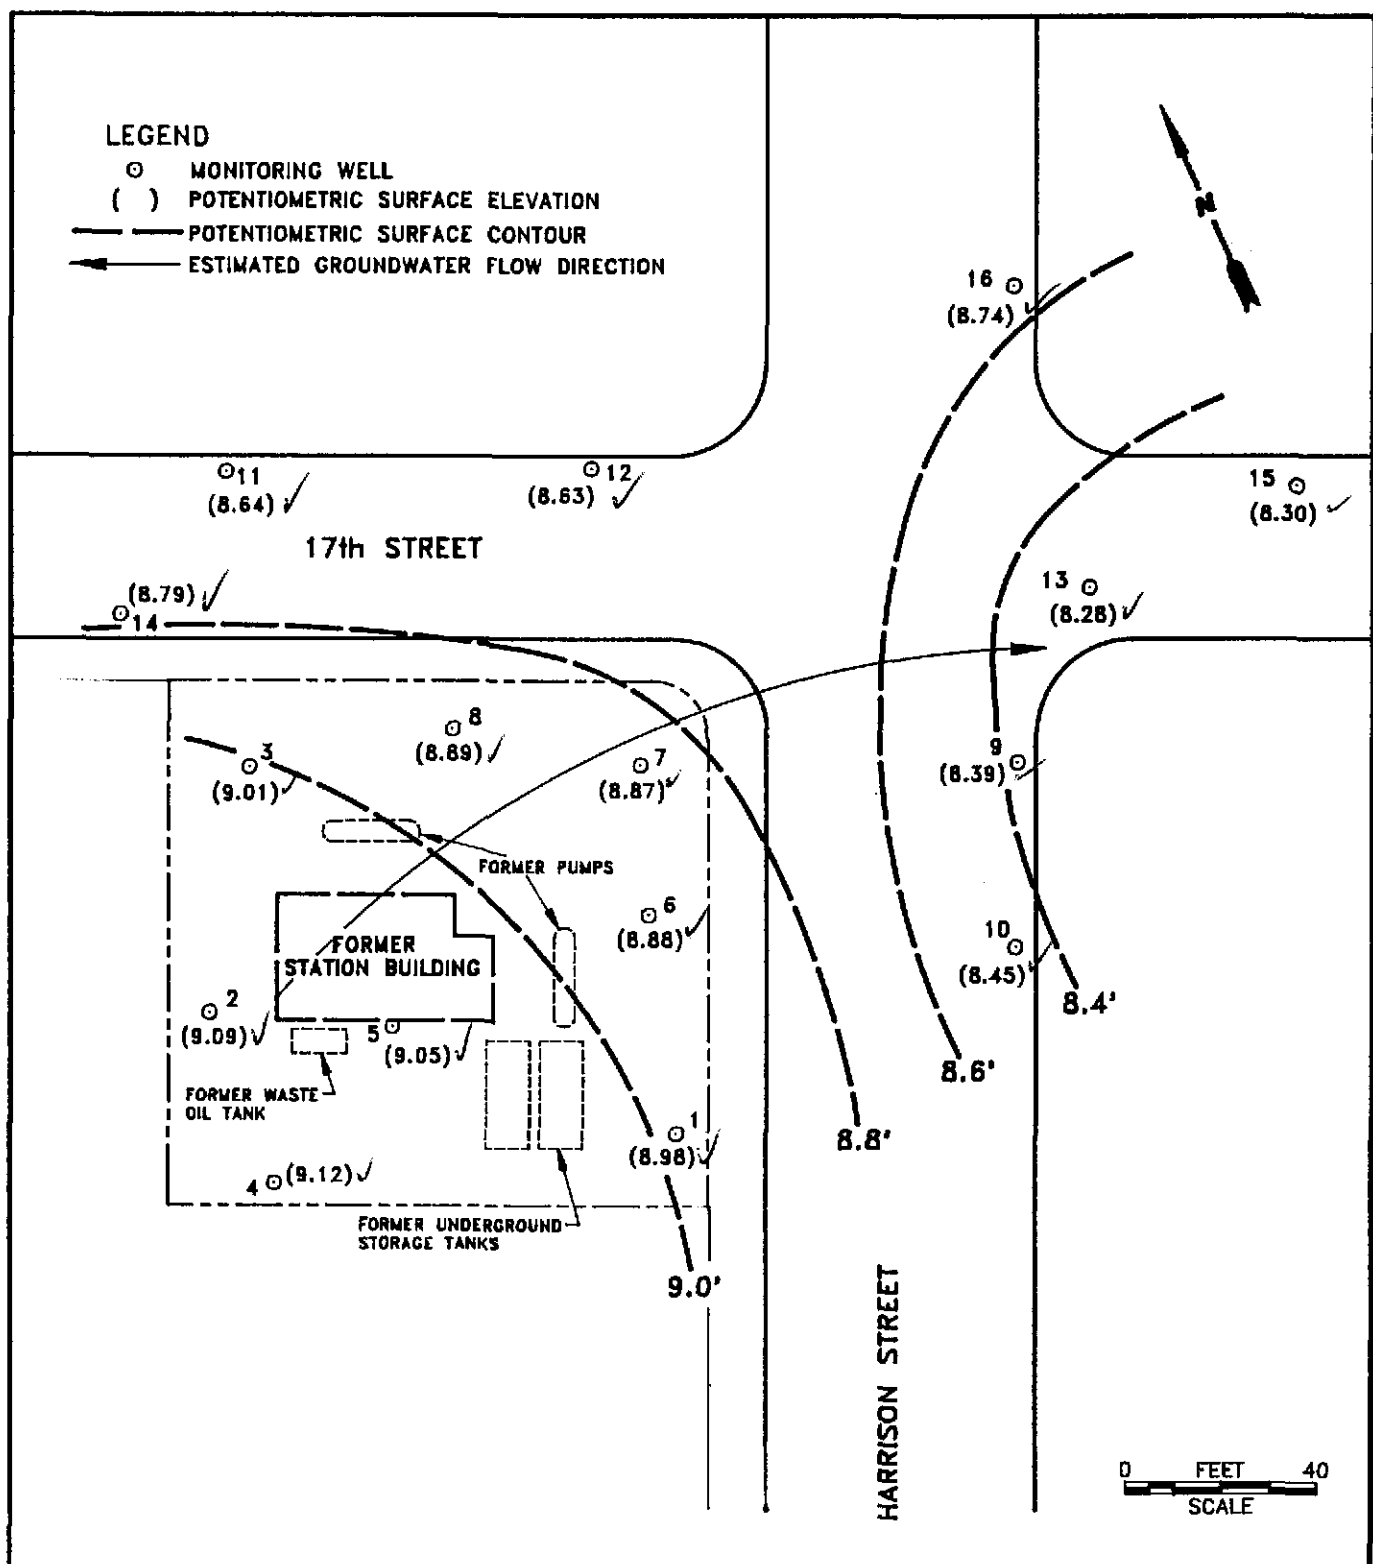 LEGEND
MONITORING WELL
( ) POTENTIOMETRIC SURFACE ELEVATION
POTENTIOMETRIC SURFACE CONTOUR
ESTIMATED GROUNDWATER FLOW DIRECTION
N
16
(8.74)
11
(8.64)
12
(8.63)
15
(8.30)
17th STREET
13
(8.28)
(8.79)
14
8
(8.89)
3
(9.01)
7
(8.87)
9
(8.39)
FORMER PUMPS
6
(8.88)
FORMER
STATION BUILDING
10
(8.45)
8.4'
2
(9.09)
5
(9.05)
8.6'
FORMER WASTE
OIL TANK
1
(8.98)
8.8'
4 (9.12)
FORMER UNDERGROUND
STORAGE TANKS
9.0'
HARRISON STREET
0 FEET 40
SCALE